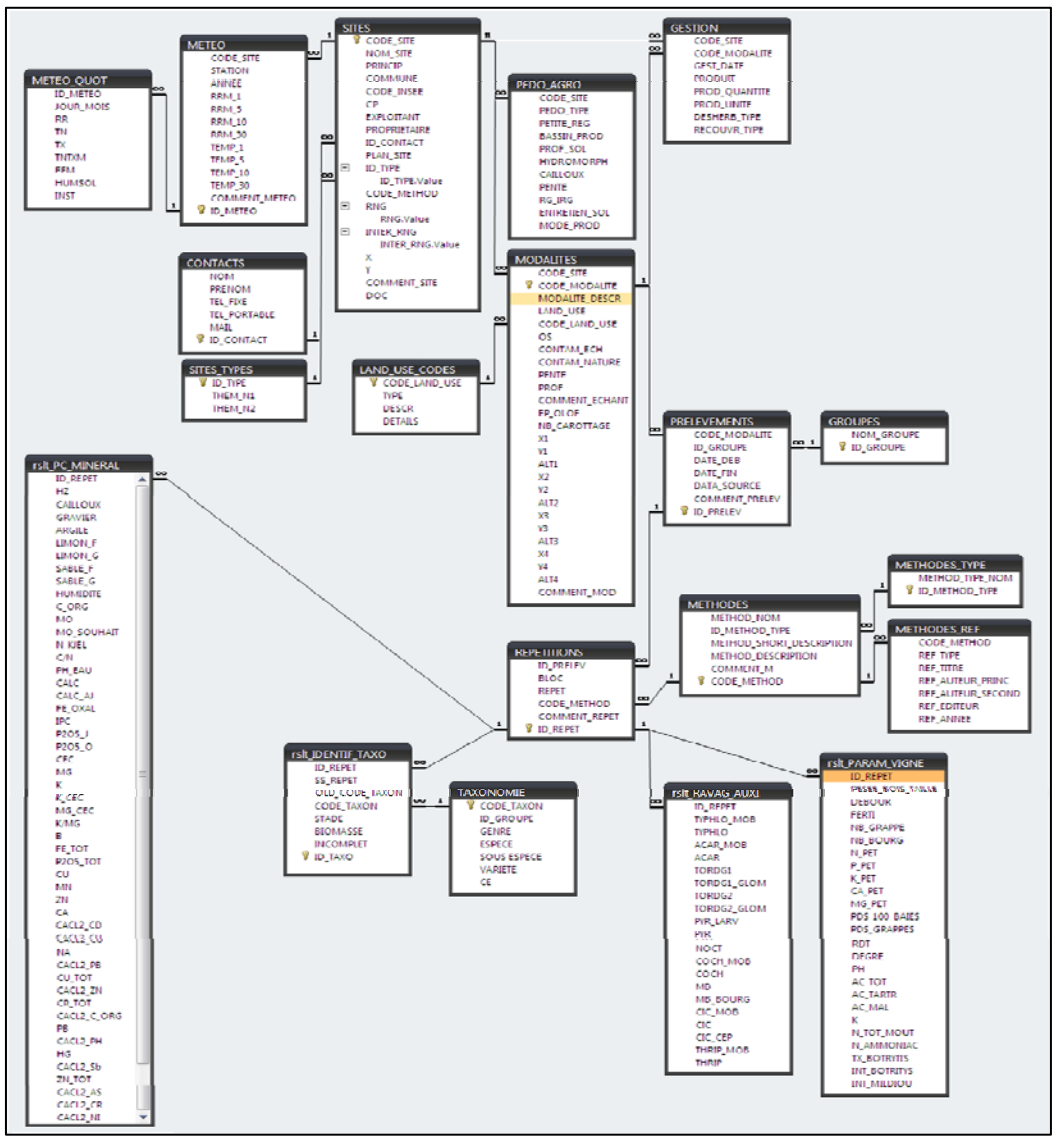 METEO_QUOT
ID_METEO
JOUR_MOIS
RR
TN
TX
TNTXM
HUMSOL
INST
METEO
CODE_SITE
STATION
ANNEE
RRM_1
RRM_5
RRM_10
RRM_30
TEMP_1
TEMP_5
TEMP_10
TEMP_30
COMMENT_METEO
ID_METEO
SITES
CODE_SITE
NOM_SITE
PRINCIP
COMMUNE
CODE_INSEE
CP
EXPLOITANT
PROPRIETAIRE
ID_CONTACT
PLAN_SITE
ID_TYPE
ID_TYPE.Value
CODE_METHOD
RNG
RNG.Value
INTER_RNG
INTER_RNG.Value
X
Y
COMMENT_SITE
DOC
PEDO_AGRO
CODE_SITE
PEDO_TYPE
PETITE_REG
BASSIN_PROD
PROF_SOL
HYDROMORPH
CAILLOUX
PENTE
RG_IRG
ENTRETIEN_SOL
MODE_PROD
GESTION
CODE_SITE
CODE_MODALITE
GEST_DATE
PRODUIT
PROD_QUANTITE
PROD_UNITE
DESHERB_TYPE
RECOUVR_TYPE
CONTACTS
NOM
PRENOM
TEL_FIXE
TEL_PORTABLE
MAIL
ID_CONTACT
SITES_TYPES
ID_TYPE
THEM_N1
THEM_N2
LAND_USE_CODES
CODE_LAND_USE
TYPE
DESCR
DETAILS
MODALITES
CODE_SITE
CODE_MODALITE
MODALITE_DESCR
LAND_USE
CODE_LAND_USE
OS
CONTAM_ECH
CONTAM_NATURE
PENTE
PROF
COMMENT_ECHANT
EP_OLOF
NB_CAROTTAGE
X1
Y1
ALT1
X2
Y2
ALT2
X3
Y3
ALT3
X4
Y4
ALT4
COMMENT_MOD
PRELEVEMENTS
CODE_MODALITE
ID_GROUPE
DATE_DEB
DATE_FIN
DATA_SOURCE
COMMENT_PRELEV
ID_PRELEV
GROUPES
NOM_GROUPE
ID_GROUPE
METHODES_TYPE
METHOD_TYPE_NOM
ID_METHOD_TYPE
METHODES
METHOD_NOM
ID_METHOD_TYPE
METHOD_SHORT_DESCRIPTION
METHOD_DESCRIPTION
COMMENT_M
CODE_METHOD
METHODES_REF
CODE_METHOD
REF_TYPE
REF_TITRE
REF_AUTEUR_PRINC
REF_AUTEUR_SECOND
REF_EDITEUR
REF_ANNEE
REPETITIONS
ID_PRELEV
BLOC
REPET
CODE_METHOD
COMMENT_REPET
ID_REPET
rslt_PC_MINERAL
ID_REPET
HZ
CAILLOUX
GRAVIER
ARGILE
LIMON_F
LIMON_G
SABLE_F
SABLE_G
HUMIDITE
C_ORG
MO
MO_SOUHAIT
N_KJEL
C/N
PH_EAU
CALC
CALC_AJ
FE_OXAL
IPC
P2O5_J
P2O5_O
CEC
MG
K
K_CEC
MG_CEC
K/MG
B
FE_TOT
P2O5_TOT
CU
MN
ZN
CA
CACL2_CD
CACL2_CU
NA
CACL2_PB
CU_TOT
CACL2_ZN
CR_TOT
CACL2_C_ORG
PB
CACL2_PH
HG
CACL2_Sb
ZN_TOT
CACL2_AS
CACL2_CR
CACL2_NI
rslt_IDENTIF_TAXO
ID_REPET
SS_REPET
OLD_CODE_TAXON
CODE_TAXON
STADE
BIOMASSE
INCOMPLET
ID_TAXO
TAXONOMIE
CODE_TAXON
ID_GROUPE
GENRE
ESPECE
SOUS ESPECE
VARIETE
CE
rslt_RAVAG_AUXI
ID_REPET
TYPHLO_MOB
TYPHLO
ACAR_MOB
ACAR
TORDG1
TORDG1_GLOM
TORDG2
TORDG2_GLOM
PYR_LARV
PYR
NOCT
COCH_MOB
COCH
MB
MB_BOURG
CIC_MOB
CIC
CIC_CEP
THRIP_MOB
THRIP
rslt_PARAM_VIGNE
ID_REPET
PESEE_BOIS_TAILLE
DEBOUR
FERTI
NB_GRAPPE
NB_BOURG
N_PET
P_PET
K_PET
CA_PET
MG_PET
PDS_100_BAIES
PDS_GRAPPES
RDT
DEGRE
PH
AC_TOT
AC_TARTR
AC_MAL
K
N_TOT_MOUT
N_AMMONIAC
TX_BOTRYTIS
INT_BOTRITYS
INT_MILDIOU